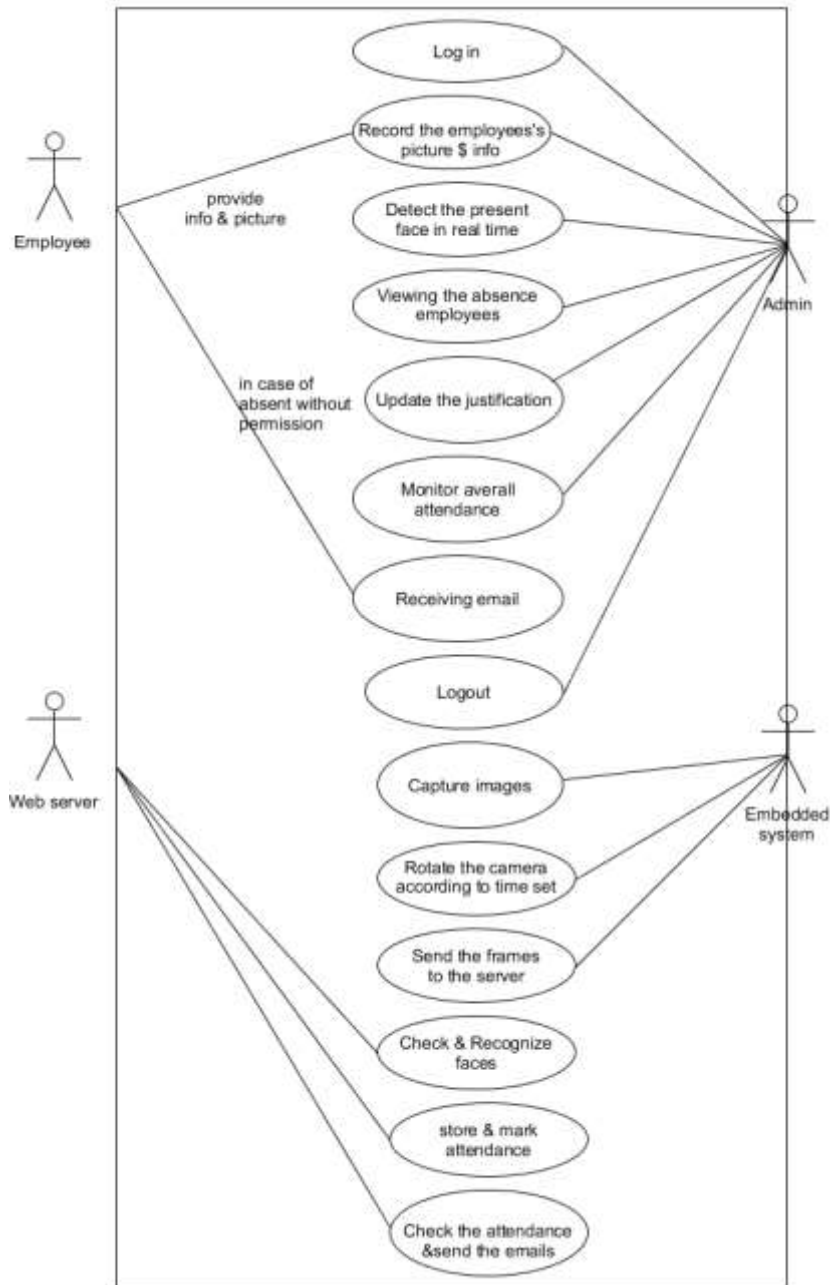 Log in
Record the employees's
picture $ info
provide
info & picture
Employee
Detect the present
face in real time
Admin
Viewing the absence
employees
in case of
absent without
permission
Update the justification
Monitor averall
attendance
Receiving email
Logout
Web server
Capture images
Embedded
system
Rotate the camera
according to time set
Send the frames
to the server
Check & Recognize
faces
store & mark
attendance
Check the attendance
&send the emails